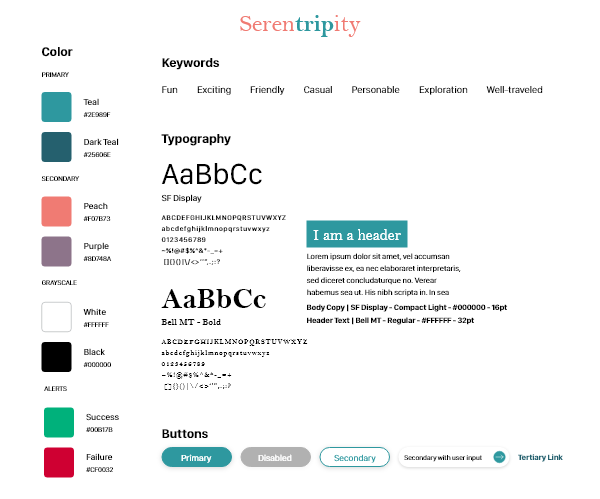 Serentripity
Color
PRIMARY
Teal
#2E989F
Dark Teal
#25606E
SECONDARY
Peach
#F07B73
Purple
#8D748A
GRAYSCALE
White
#FFFFFF
Black
#000000
ALERTS
Success
#00B17B
Failure
#CF0032
Keywords
Fun Exciting Friendly Casual Personable Exploration Well-traveled
Typography
AaBbCc
SF Display
ABCDEFGHIJKLMNOPQRSTUVWXYZ
abcdefghijklmnopqrstuvwxyz
0123456789
~%!@#$%^&*-_=+
[]{}()|\/<>"",.;:?
AaBbCc
Bell MT - Bold
ABCDEFGHIJKLMNOPQRSTUVWXYZ
abcdefghijklmnopqrstuvwxyz
0123456789
~%!@#$%^&*-_=+
[]{}()|\/<>"",.;:?
I am a header
Lorem ipsum dolor sit amet, vel accumsan
liberavisse ex, ea nec elaboraret interpretaris,
sed diceret concludaturque no. Verear
habemus sea ut. His nibh scripta in. In sea
Body Copy | SF Display - Compact Light - #000000 - 16pt
Header Text | Bell MT - Regular - #FFFFFF - 32pt
Buttons
Primary
Disabled
Secondary
Secondary with user input
Tertiary Link